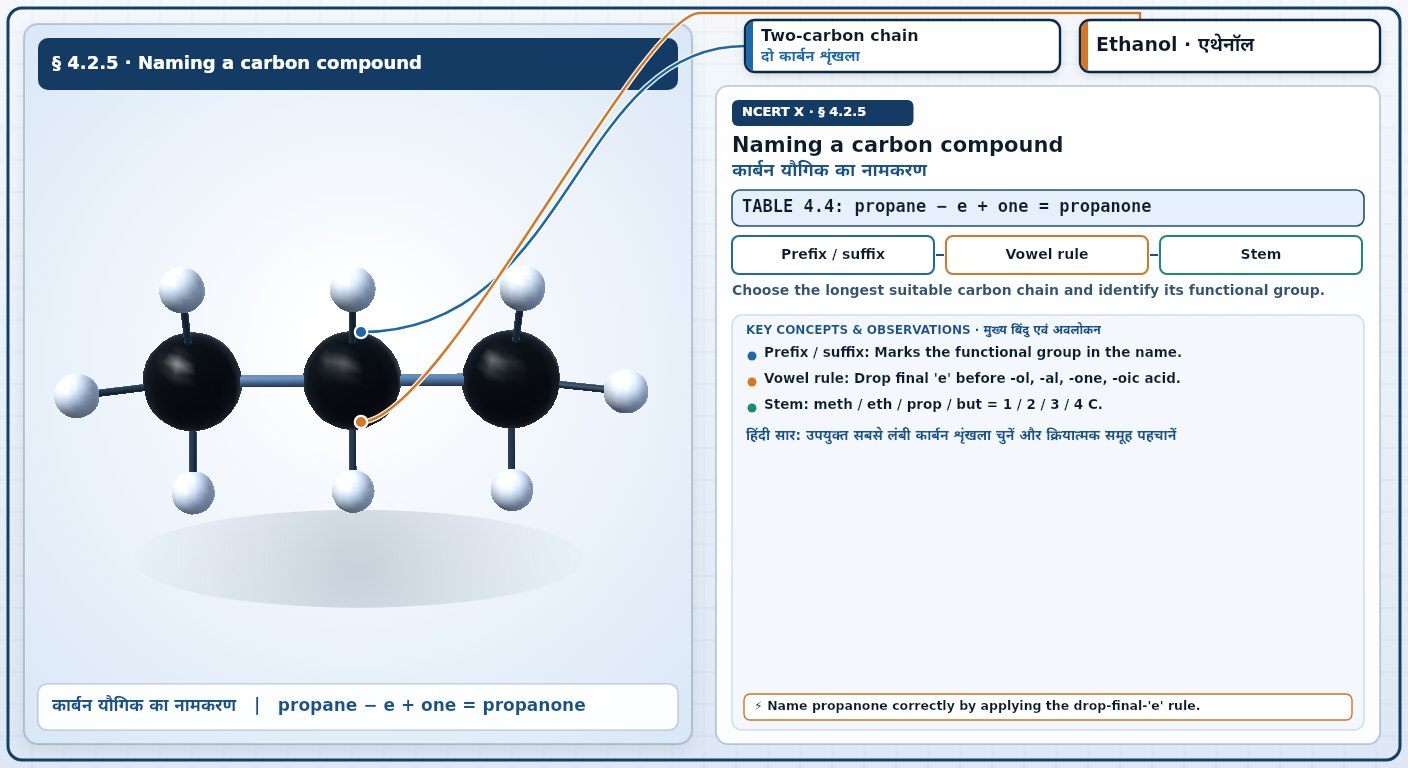 § 4.2.5 · Naming a carbon compound
Two-carbon chain
दो कार्बन शृंखला
Ethanol · एथेनॉल
NCERT X · § 4.2.5
Naming a carbon compound
कार्बन यौगिक का नामकरण
TABLE 4.4: propane − e + one = propanone
Prefix / suffix
Vowel rule
Stem
Choose the longest suitable carbon chain and identify its functional group.
KEY CONCEPTS & OBSERVATIONS · मुख्य बिंदु एवं अवलोकन
Prefix / suffix: Marks the functional group in the name.
Vowel rule: Drop final 'e' before -ol, -al, -one, -oic acid.
Stem: meth / eth / prop / but = 1 / 2 / 3 / 4 C.
हिंदी सार: उपयुक्त सबसे लंबी कार्बन शृंखला चुनें और क्रियात्मक समूह पहचानें
⚡ Name propanone correctly by applying the drop-final-'e' rule.
कार्बन यौगिक का नामकरण | propane − e + one = propanone